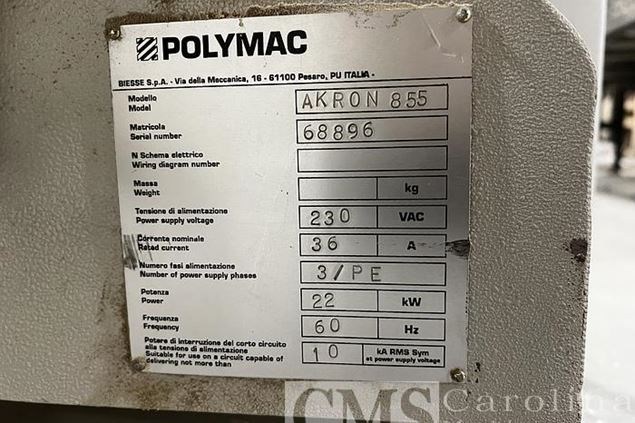 POLYMAC
BIESSE S.p.A. - Via della Meccanica, 16 - 61100 Pesaro, PU ITALIA -
Modello
Model
AKRON 855
Matricola
Serial number
68896
N Schema elettrico
Wiring diagram number
Massa
Weight
kg
Tensione di alimentazione
Power supply voltage
230 VAC
Corrente nominale
Rated current
36 A
Numero fasi alimentazione
Number of power supply phases
3/PE
Potenza
Power
22 kW
Frequenza
Frequency
60 Hz
Potere di interruzione del corto circuito
alla tensione di alimentazione
Suitable for use on a circuit capable of
delivering not more than
10
kA RMS Sym
at power supply voltage
CMS Carolina